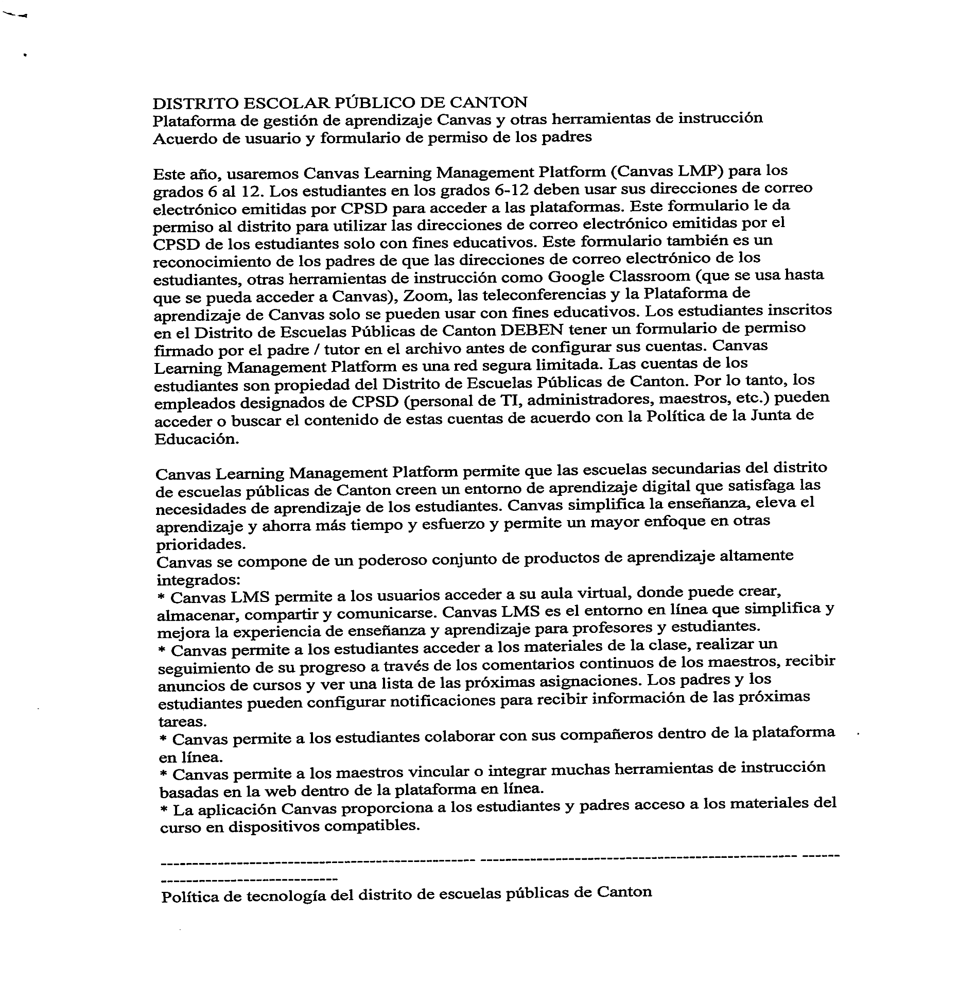 DISTRITO ESCOLAR PÚBLICO DE CANTON
Plataforma de gestión de aprendizaje Canvas y otras herramientas de instrucción
Acuerdo de usuario y formulario de permiso de los padres
Este año, usaremos Canvas Learning Management Platform (Canvas LMP) para los
grados 6 al 12. Los estudiantes en los grados 6-12 deben usar sus direcciones de correo
electrónico emitidas por CPSD para acceder a las plataformas. Este formulario le da
permiso al distrito para utilizar las direcciones de correo electrónico emitidas por el
CPSD de los estudiantes solo con fines educativos. Este formulario también es un
reconocimiento de los padres de que las direcciones de correo electrónico de los
estudiantes, otras herramientas de instrucción como Google Classroom (que se usa hasta
que se pueda acceder a Canvas), Zoom, las teleconferencias y la Plataforma de
aprendizaje de Canvas solo se pueden usar con fines educativos. Los estudiantes inscritos
en el Distrito de Escuelas Públicas de Canton DEBEN tener un formulario de permiso
firmado por el padre / tutor en el archivo antes de configurar sus cuentas. Canvas
Learning Management Platform es una red segura limitada. Las cuentas de los
estudiantes son propiedad del Distrito de Escuelas Públicas de Canton. Por lo tanto, los
empleados designados de CPSD (personal de TI, administradores, maestros, etc.) pueden
acceder o buscar el contenido de estas cuentas de acuerdo con la Política de la Junta de
Educación.
Canvas Learning Management Platform permite que las escuelas secundarias del distrito
de escuelas públicas de Canton creen un entorno de aprendizaje digital que satisfaga las
necesidades de aprendizaje de los estudiantes. Canvas simplifica la enseñanza, eleva el
aprendizaje y ahorra más tiempo y esfuerzo y permite un mayor enfoque en otras
prioridades.
Canvas se compone de un poderoso conjunto de productos de aprendizaje altamente
integrados:
* Canvas LMS permite a los usuarios acceder a su aula virtual, donde puede crear,
almacenar, compartir y comunicarse. Canvas LMS es el entorno en línea que simplifica y
mejora la experiencia de enseñanza y aprendizaje para profesores y estudiantes.
* Canvas permite a los estudiantes acceder a los materiales de la clase, realizar un
seguimiento de su progreso a través de los comentarios continuos de los maestros, recibir
anuncios de cursos y ver una lista de las próximas asignaciones. Los padres y los
estudiantes pueden configurar notificaciones para recibir información de las próximas
tareas.
* Canvas permite a los estudiantes colaborar con sus compañeros dentro de la plataforma
en línea.
* Canvas permite a los maestros vincular o integrar muchas herramientas de instrucción
basadas en la web dentro de la plataforma en línea.
* La aplicación Canvas proporciona a los estudiantes y padres acceso a los materiales del
curso en dispositivos compatibles.
-------------------------------------------------- -------------------------------------------------- ------
----------------------------
Política de tecnología del distrito de escuelas públicas de Canton